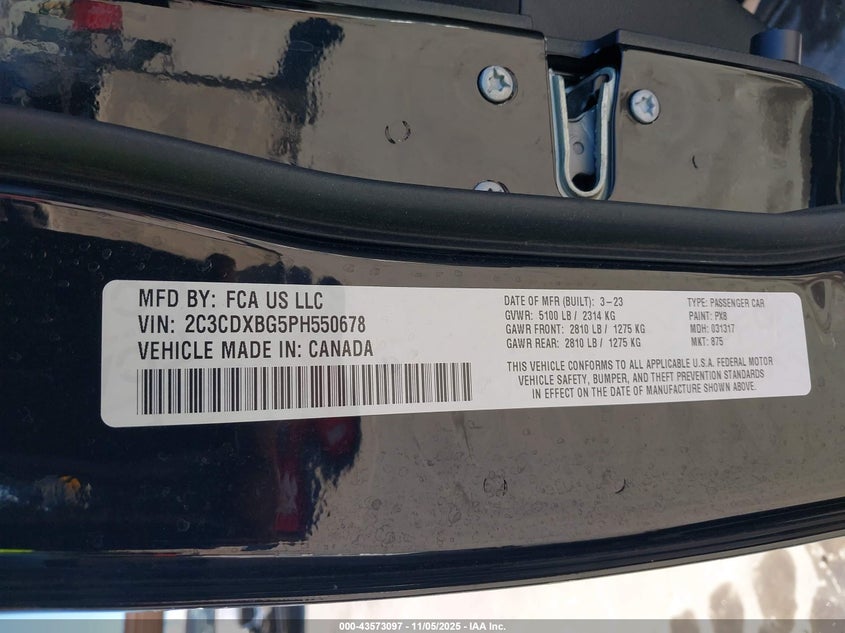 MFD BY: FCA US LLC
VIN: 2C3CDXBG5PH550678
VEHICLE MADE IN: CANADA
DATE OF MFR (BUILT): 3-23
GVWR: 5100 LB / 2314 KG
GAWR FRONT: 2810 LB / 1275 KG
GAWR REAR: 2810 LB / 1275 KG
TYPE: PASSENGER CAR
PAINT: PX8
MDH: 031317
MKT: 875
THIS VEHICLE CONFORMS TO ALL APPLICABLE U.S.A. FEDERAL MOTOR
VEHICLE SAFETY, BUMPER, AND THEFT PREVENTION STANDARDS
IN EFFECT ON THE DATE OF MANUFACTURE SHOWN ABOVE.
000-43573097 - 11/05/2025 - IAA Inc.